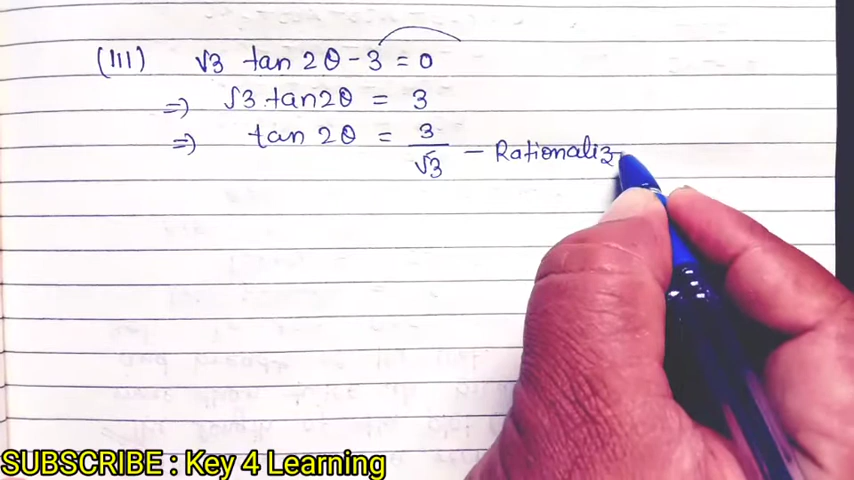 (III) √3 tan 2θ - 3 = 0
=) √3 . tan2θ = 3
=) tan 2θ = 3/√3 - Rationaliz
SUBSCRIBE : Key 4 Learning